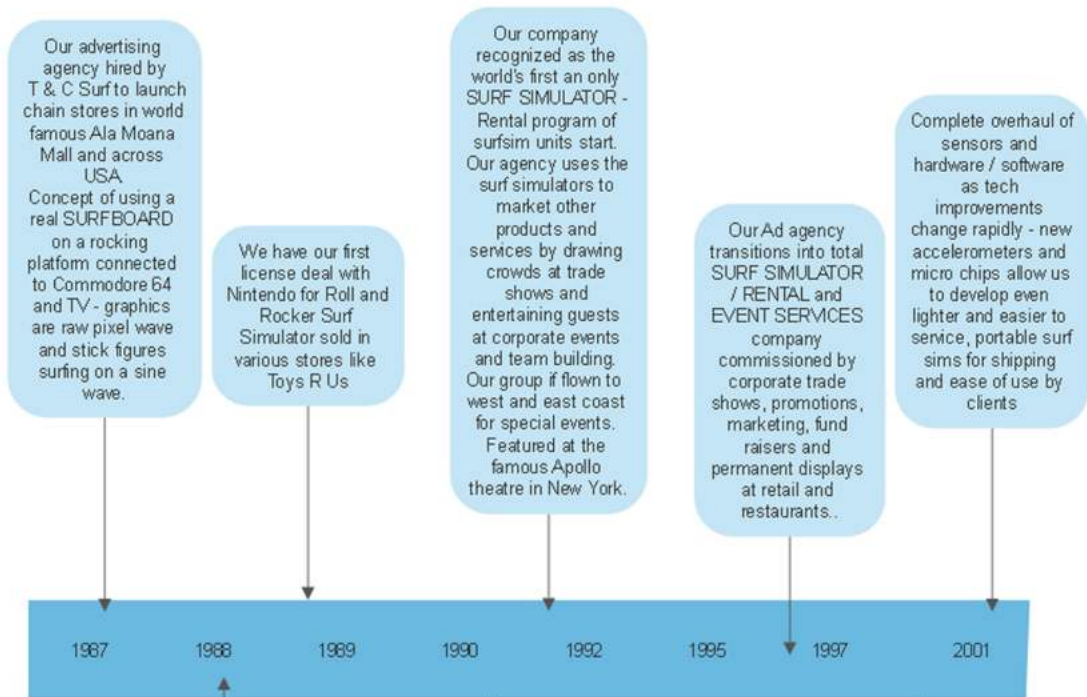 Our advertising
agency hired by
T & C Surf to launch
chain stores in world
famous Ala Moana
Mall and across
USA
Concept of using a
real SURFBOARD
on a rocking
platform connected
to Commodore 64
and TV - graphics
are raw pixel wave
and stick figures
surfing on a sine
wave.
We have our first
license deal with
Nintendo for Roll and
Rocker Surf
Simulator sold in
various stores like
Toys R Us
Our company
recognized as the
world's first an only
SURF SIMULATOR -
Rental program of
surfsim units start.
Our agency uses the
surf simulators to
market other
products and
services by drawing
crowds at trade
shows and
entertaining guests
at corporate events
and team building.
Our group if flown to
west and east coast
for special events.
Featured at the
famous Apollo
theatre in New York.
Our Ad agency
transitions into total
SURF SIMULATOR
/ RENTAL and
EVENT SERVICES
company
commissioned by
corporate trade
shows, promotions,
marketing, fund
raisers and
permanent displays
at retail and
restaurants..
Complete overhaul of
sensors and
hardware / software
as tech
improvements
change rapidly - new
accelerometers and
micro chips allow us
to develop even
lighter and easier to
service, portable surf
sims for shipping
and ease of use by
clients
1987 1988 1989 1990 1992 1995 1997 2001